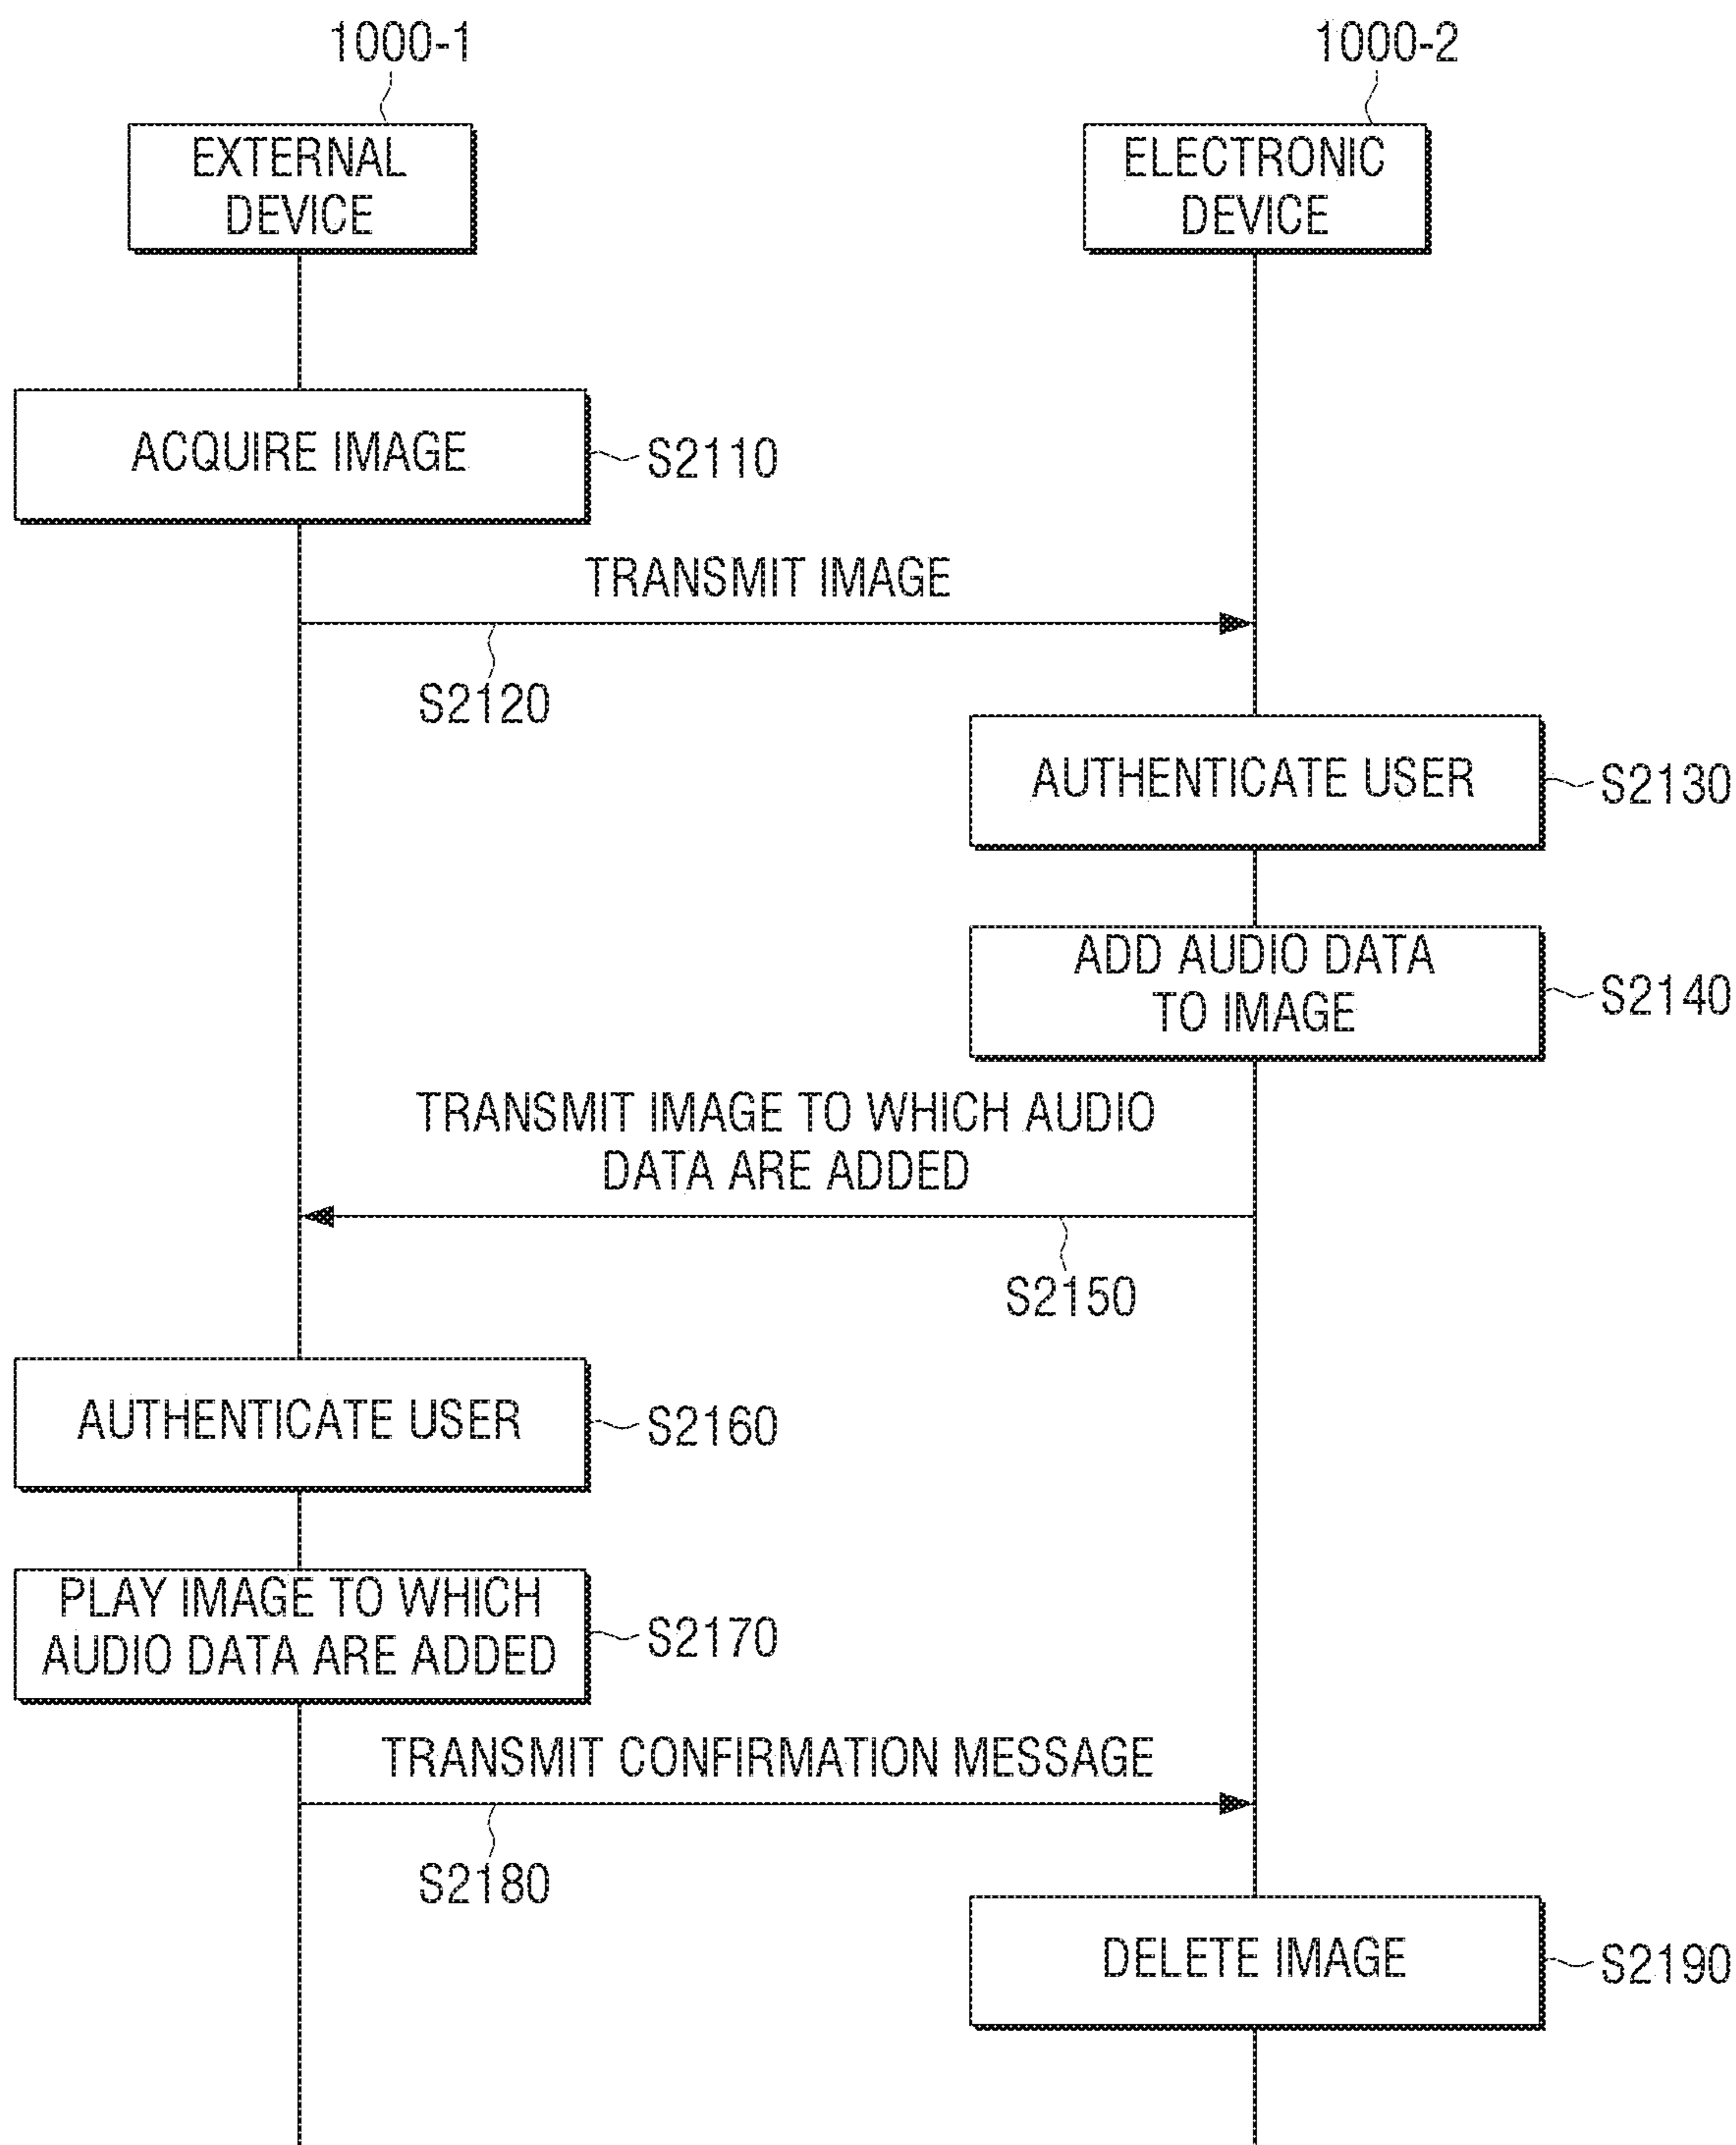 1000-1
1000-2
EXTERNAL
DEVICE
ELECTRONIC
DEVICE
ACQUIRE IMAGE
S2110
TRANSMIT IMAGE
S2120
AUTHENTICATE USER
S2130
ADD AUDIO DATA
TO IMAGE
S2140
TRANSMIT IMAGE TO WHICH AUDIO
DATA ARE ADDED
S2150
AUTHENTICATE USER
S2160
PLAY IMAGE TO WHICH
AUDIO DATA ARE ADDED
S2170
TRANSMIT CONFIRMATION MESSAGE
S2180
DELETE IMAGE
S2190